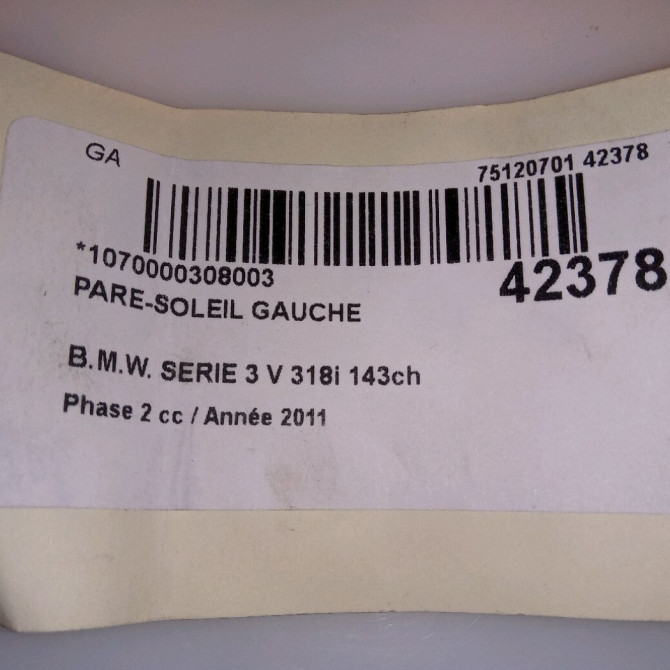 GA
75120701 42378
*1070000308003
42378
PARE-SOLEIL GAUCHE
B.M.W. SERIE 3 V 318i 143ch
Phase 2 cc / Année 2011